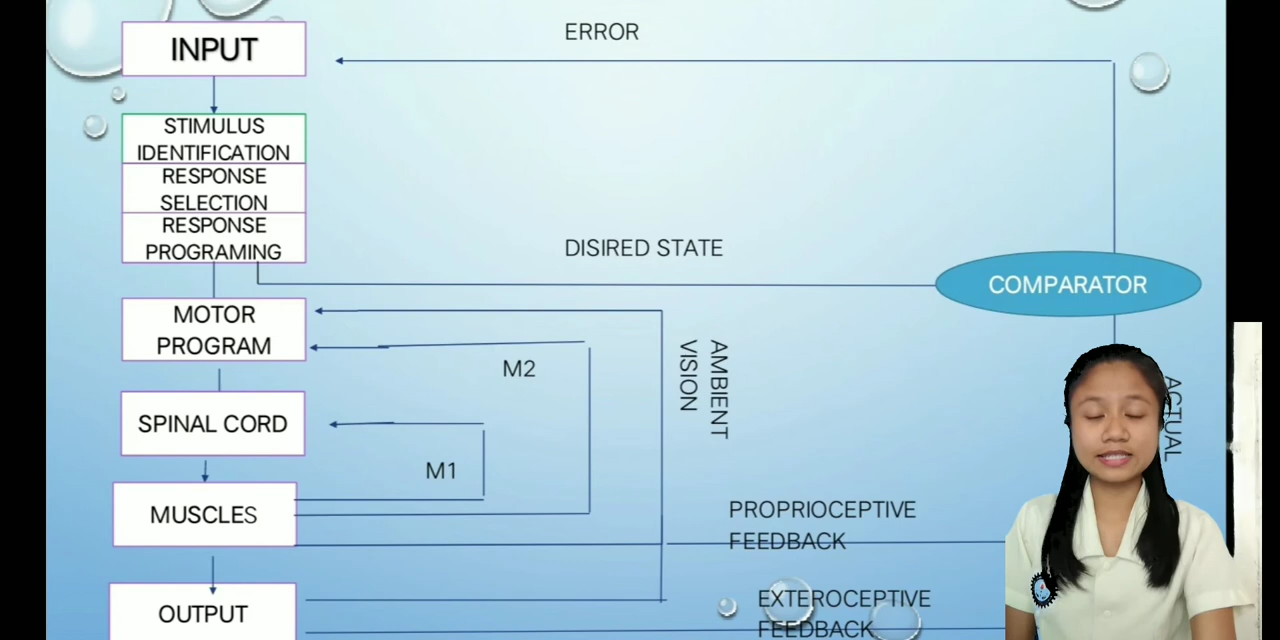 INPUT
ERROR
STIMULUS
IDENTIFICATION
RESPONSE
SELECTION
RESPONSE
PROGRAMING
DISIRED STATE
COMPARATOR
MOTOR
PROGRAM
M2
AMBIENT
VISION
ACTUAL
SPINAL CORD
M1
MUSCLES
PROPRIOCEPTIVE
FEEDBACK
OUTPUT
EXTEROCEPTIVE
FEEDBACK